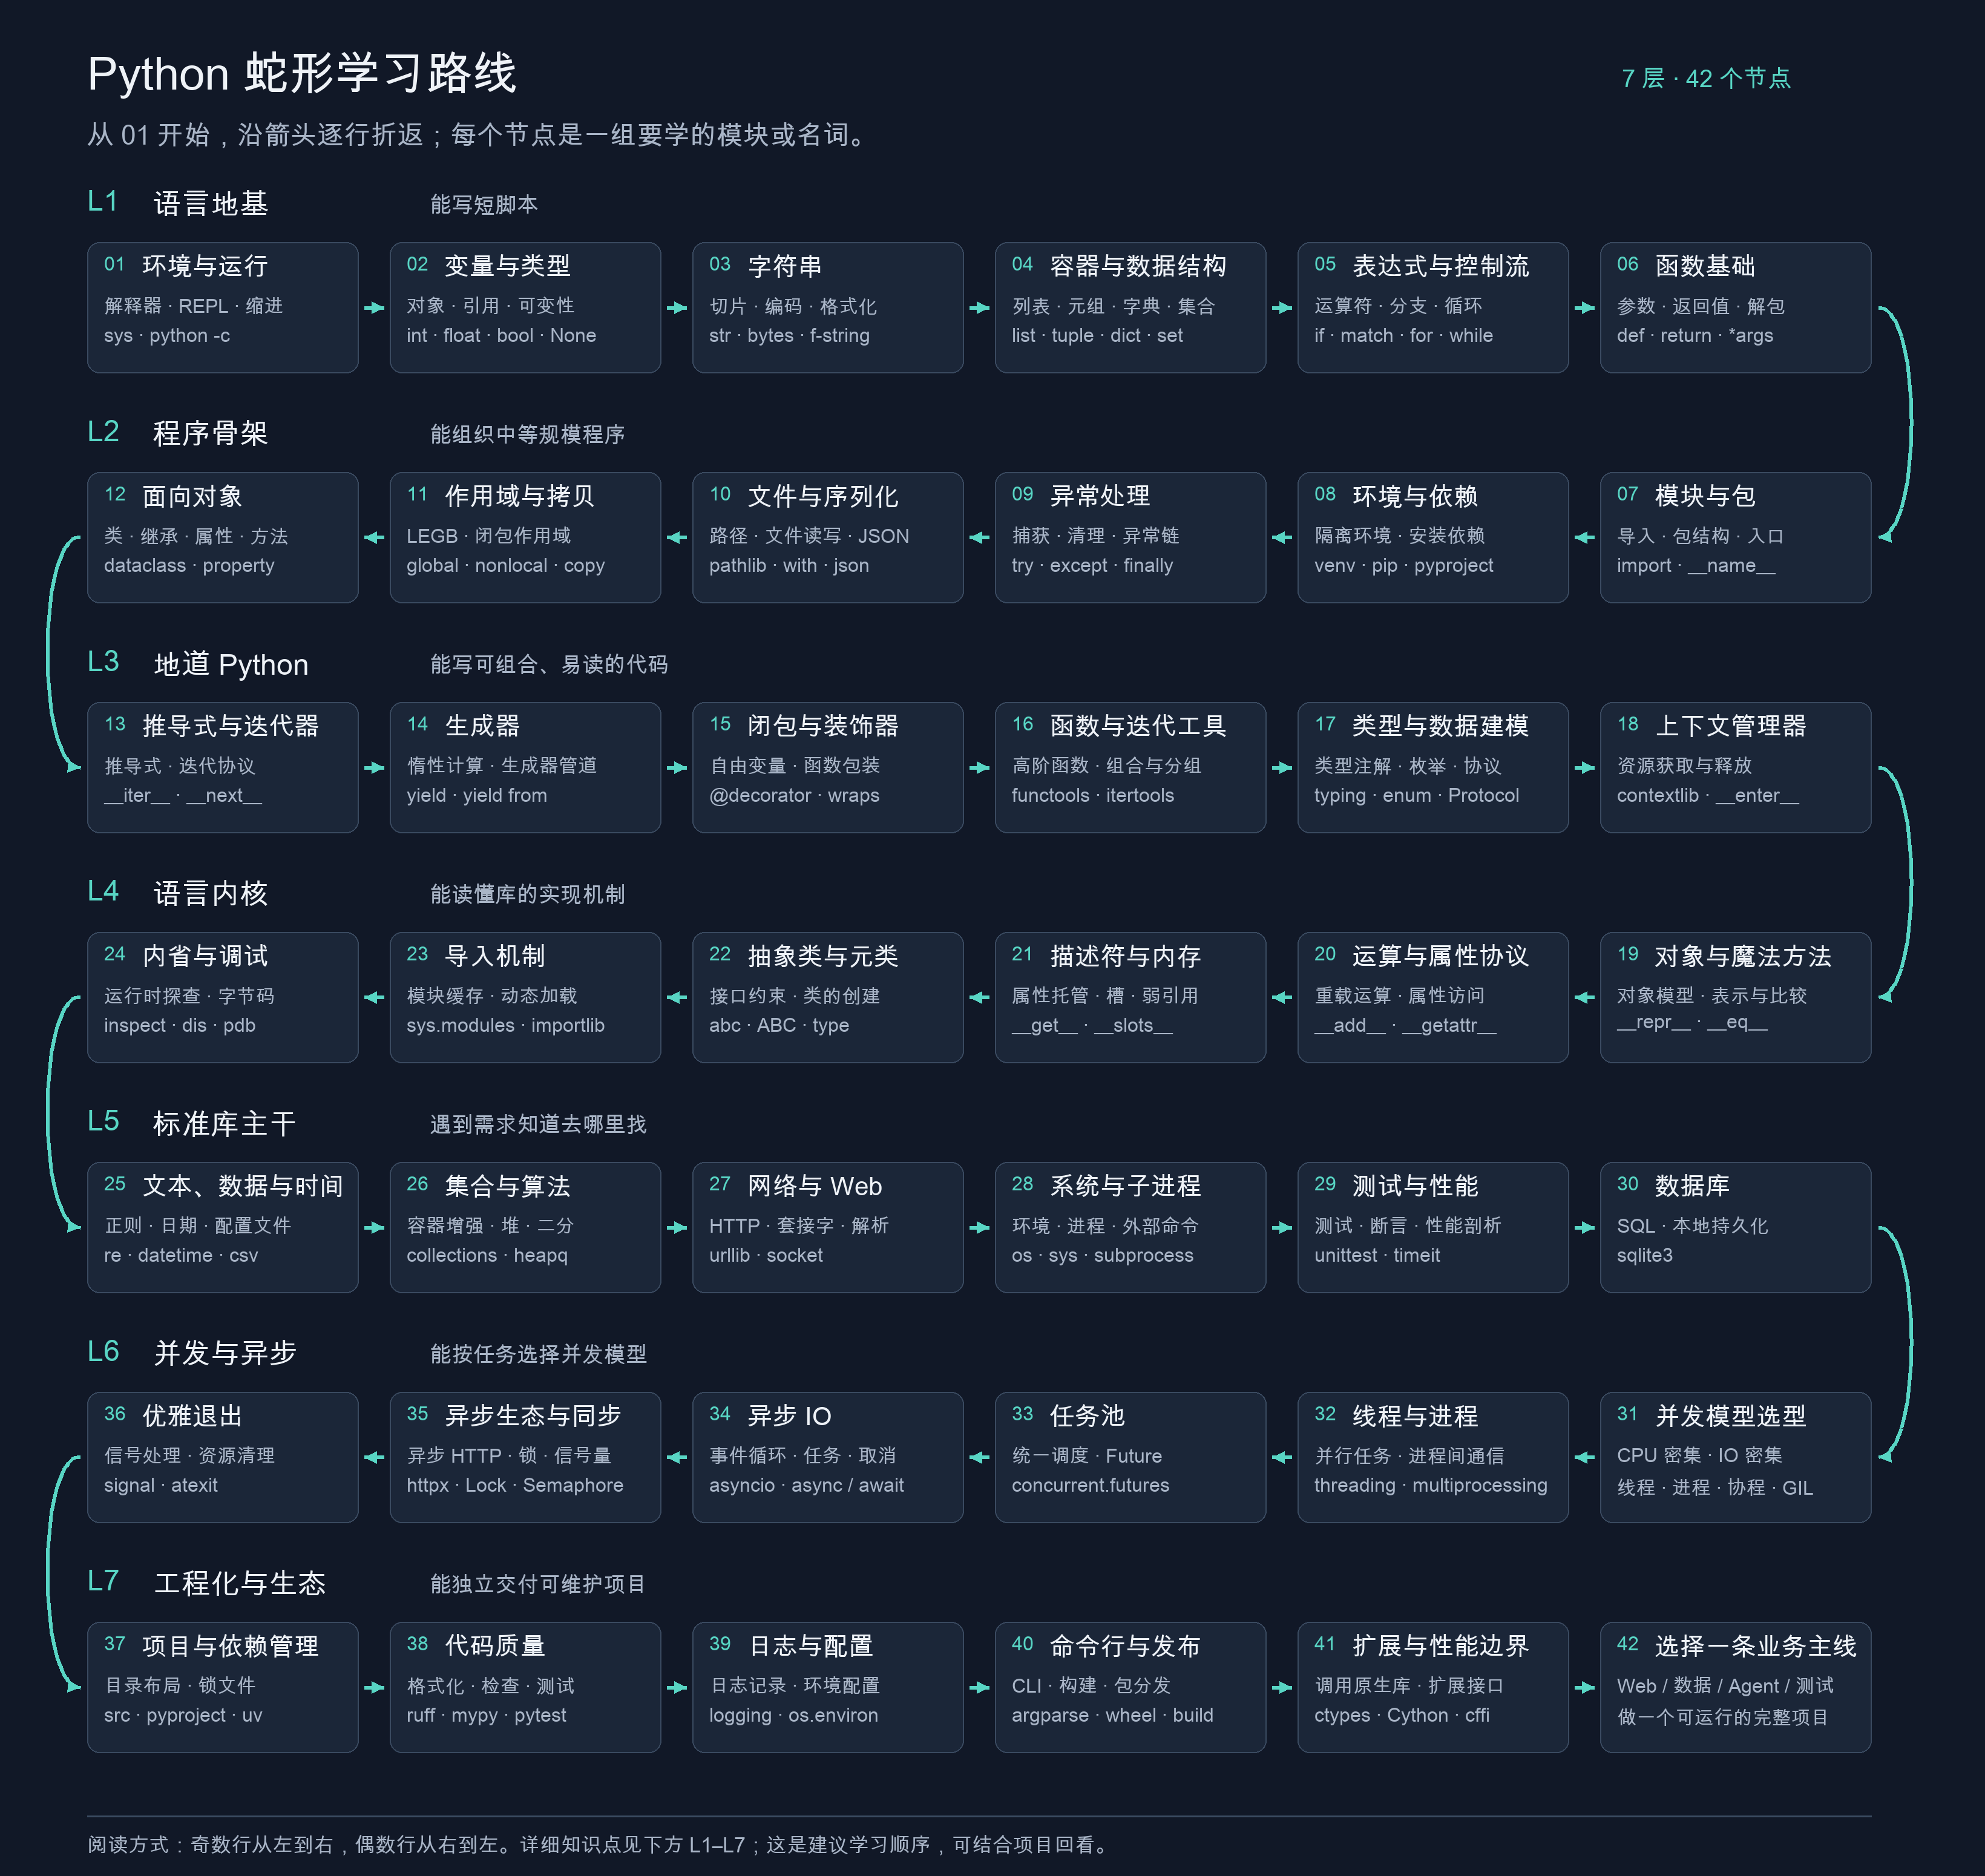 Python 蛇形学习路线
7 层 · 42 个节点
从 01 开始，沿箭头逐行折返；每个节点是一组要学的模块或名词。
L1 语言地基 能写短脚本
01 环境与运行
解释器 · REPL · 缩进
sys · python -c
02 变量与类型
对象 · 引用 · 可变性
int · float · bool · None
03 字符串
切片 · 编码 · 格式化
str · bytes · f-string
04 容器与数据结构
列表 · 元组 · 字典 · 集合
list · tuple · dict · set
05 表达式与控制流
运算符 · 分支 · 循环
if · match · for · while
06 函数基础
参数 · 返回值 · 解包
def · return · *args
L2 程序骨架 能组织中等规模程序
12 面向对象
类 · 继承 · 属性 · 方法
dataclass · property
11 作用域与拷贝
LEGB · 闭包作用域
global · nonlocal · copy
10 文件与序列化
路径 · 文件读写 · JSON
pathlib · with · json
09 异常处理
捕获 · 清理 · 异常链
try · except · finally
08 环境与依赖
隔离环境 · 安装依赖
venv · pip · pyproject
07 模块与包
导入 · 包结构 · 入口
import · __name__
L3 地道 Python 能写可组合、易读的代码
13 推导式与迭代器
推导式 · 迭代协议
__iter__ · __next__
14 生成器
惰性计算 · 生成器管道
yield · yield from
15 闭包与装饰器
自由变量 · 函数包装
@decorator · wraps
16 函数与迭代工具
高阶函数 · 组合与分组
functools · itertools
17 类型与数据建模
类型注解 · 枚举 · 协议
typing · enum · Protocol
18 上下文管理器
资源获取与释放
contextlib · __enter__
L4 语言内核 能读懂库的实现机制
24 内省与调试
运行时探查 · 字节码
inspect · dis · pdb
23 导入机制
模块缓存 · 动态加载
sys.modules · importlib
22 抽象类与元类
接口约束 · 类的创建
abc · ABC · type
21 描述符与内存
属性托管 · 槽 · 弱引用
__get__ · __slots__
20 运算与属性协议
重载运算 · 属性访问
__add__ · __getattr__
19 对象与魔法方法
对象模型 · 表示与比较
__repr__ · __eq__
L5 标准库主干 遇到需求知道去哪里找
25 文本、数据与时间
正则 · 日期 · 配置文件
re · datetime · csv
26 集合与算法
容器增强 · 堆 · 二分
collections · heapq
27 网络与 Web
HTTP · 套接字 · 解析
urllib · socket
28 系统与子进程
环境 · 进程 · 外部命令
os · sys · subprocess
29 测试与性能
测试 · 断言 · 性能剖析
unittest · timeit
30 数据库
SQL · 本地持久化
sqlite3
L6 并发与异步 能按任务选择并发模型
36 优雅退出
信号处理 · 资源清理
signal · atexit
35 异步生态与同步
异步 HTTP · 锁 · 信号量
httpx · Lock · Semaphore
34 异步 IO
事件循环 · 任务 · 取消
asyncio · async / await
33 任务池
统一调度 · Future
concurrent.futures
32 线程与进程
并行任务 · 进程间通信
threading · multiprocessing
31 并发模型选型
CPU 密集 · IO 密集
线程 · 进程 · 协程 · GIL
L7 工程化与生态 能独立交付可维护项目
37 项目与依赖管理
目录布局 · 锁文件
src · pyproject · uv
38 代码质量
格式化 · 检查 · 测试
ruff · mypy · pytest
39 日志与配置
日志记录 · 环境配置
logging · os.environ
40 命令行与发布
CLI · 构建 · 包分发
argparse · wheel · build
41 扩展与性能边界
调用原生库 · 扩展接口
ctypes · Cython · cffi
42 选择一条业务主线
Web / 数据 / Agent / 测试
做一个可运行的完整项目
阅读方式：奇数行从左到右，偶数行从右到左。详细知识点见下方 L1–L7；这是建议学习顺序，可结合项目回看。